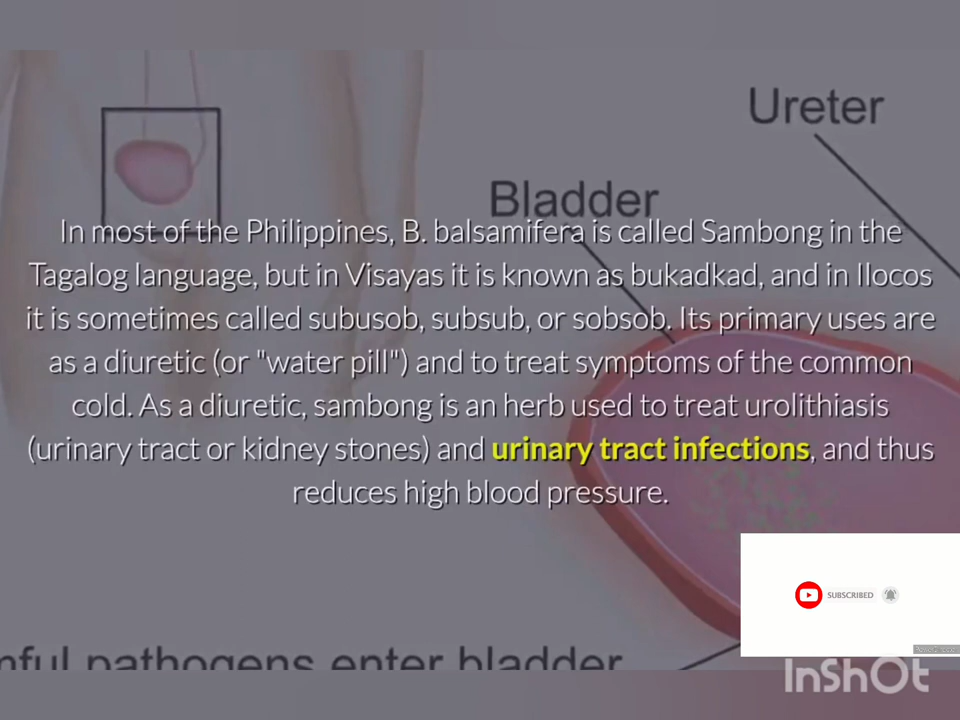 Ureter
Bladder
In most of the Philippines, B. balsamifera is called Sambong in the
Tagalog language, but in Visayas it is known as bukadkad, and in Ilocos
it is sometimes called subusob, subsub, or sobsob. Its primary uses are
as a diuretic (or "water pill") and to treat symptoms of the common
cold. As a diuretic, sambong is an herb used to treat urolithiasis
(urinary tract or kidney stones) and urinary tract infections, and thus
reduces high blood pressure.
SUBSCRIBED
pathogens enter bladder
InShOt